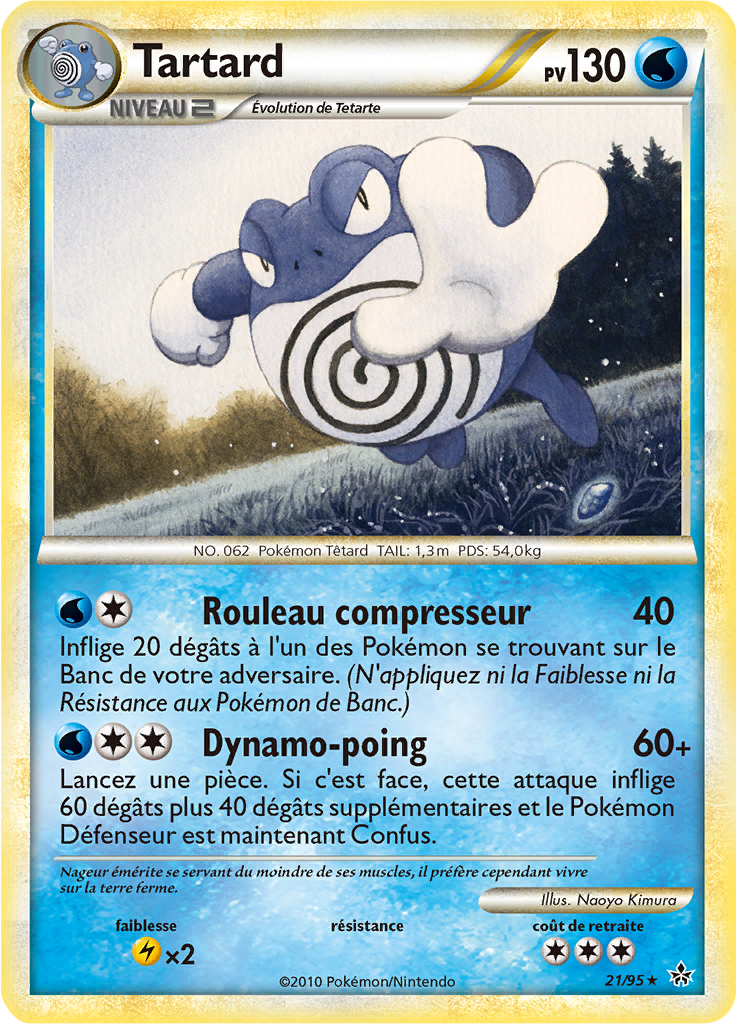 Tartard
PV130
NIVEAU 2
Évolution de Tetarte
NO. 062 Pokémon Têtard TAIL: 1,3m PDS: 54,0kg
Rouleau compresseur 40
Inflige 20 dégâts à l'un des Pokémon se trouvant sur le
Banc de votre adversaire. (N'appliquez ni la Faiblesse ni la
Résistance aux Pokémon de Banc.)
Dynamo-poing 60+
Lancez une pièce. Si c'est face, cette attaque inflige
60 dégâts plus 40 dégâts supplémentaires et le Pokémon
Défenseur est maintenant Confus.
Nageur émérite se servant du moindre de ses muscles, il préfère cependant vivre
sur la terre ferme.
Illus. Naoyo Kimura
faiblesse résistance coût de retraite
×2
©2010 Pokémon/Nintendo
21/95 ★